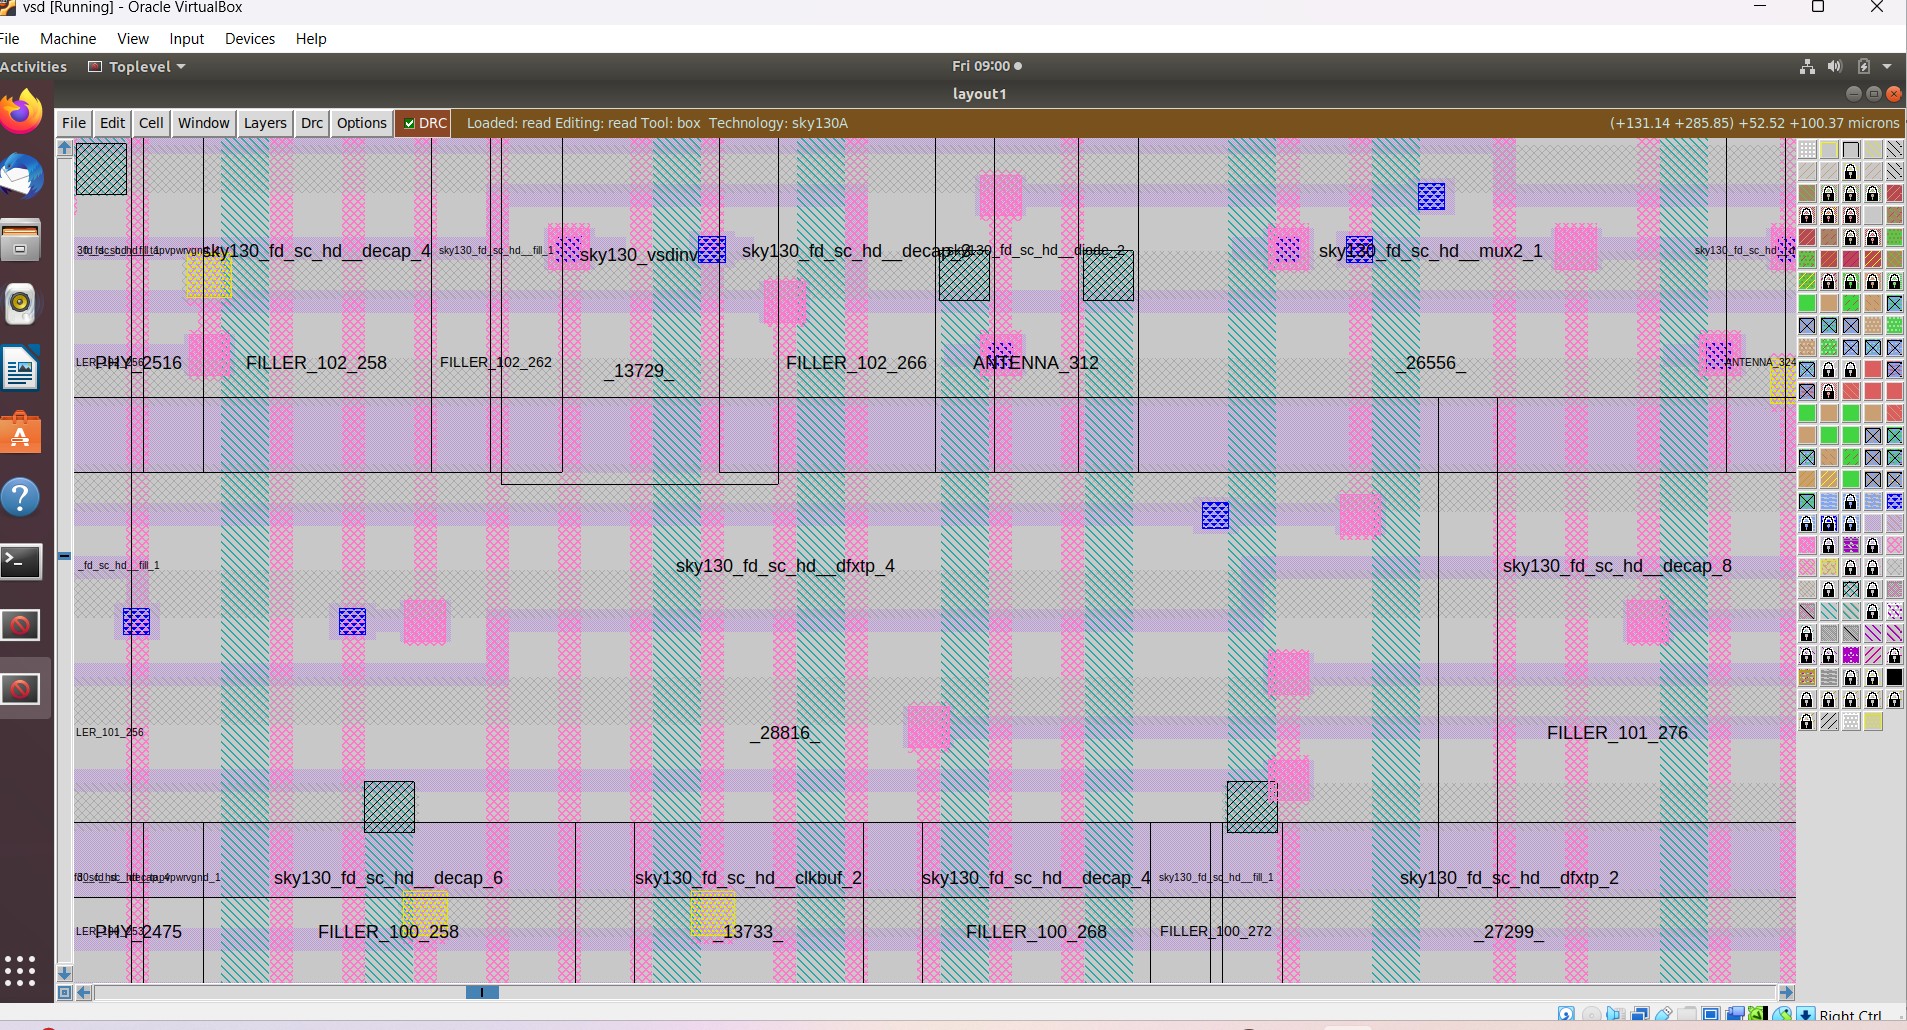 vsd [Running] - Oracle VirtualBox
File Machine View Input Devices Help
Activities Toplevel Fri 09:00
layout1
File Edit Cell Window Layers Drc Options DRC Loaded: read Editing: read Tool: box Technology: sky130A (+131.14 +285.85) +52.52 +100.37 microns
sky130_fd_sc_hd__decap_4 sky130_fd_sc_hd__fill_1 sky130_vsdinv sky130_fd_sc_hd__decap_3 sky130_fd_sc_hd__diode_2 sky130_fd_sc_hd__mux2_1 sky130_fd_sc_hd_
PHY_2516 FILLER_102_258 FILLER_102_262 _13729_ FILLER_102_266 ANTENNA_312 _26556_ ANTENNA_324
_fd_sc_hd__fill_1 sky130_fd_sc_hd__dfxtp_4 sky130_fd_sc_hd__decap_8
LER_101_256 _28816_ FILLER_101_276
sky130_fd_sc_hd__decap_6 sky130_fd_sc_hd__clkbuf_2 sky130_fd_sc_hd__decap_4 sky130_fd_sc_hd__fill_1 sky130_fd_sc_hd__dfxtp_2
PHY_2475 FILLER_100_258 _13733_ FILLER_100_268 FILLER_100_272 _27299_
Right Ctrl